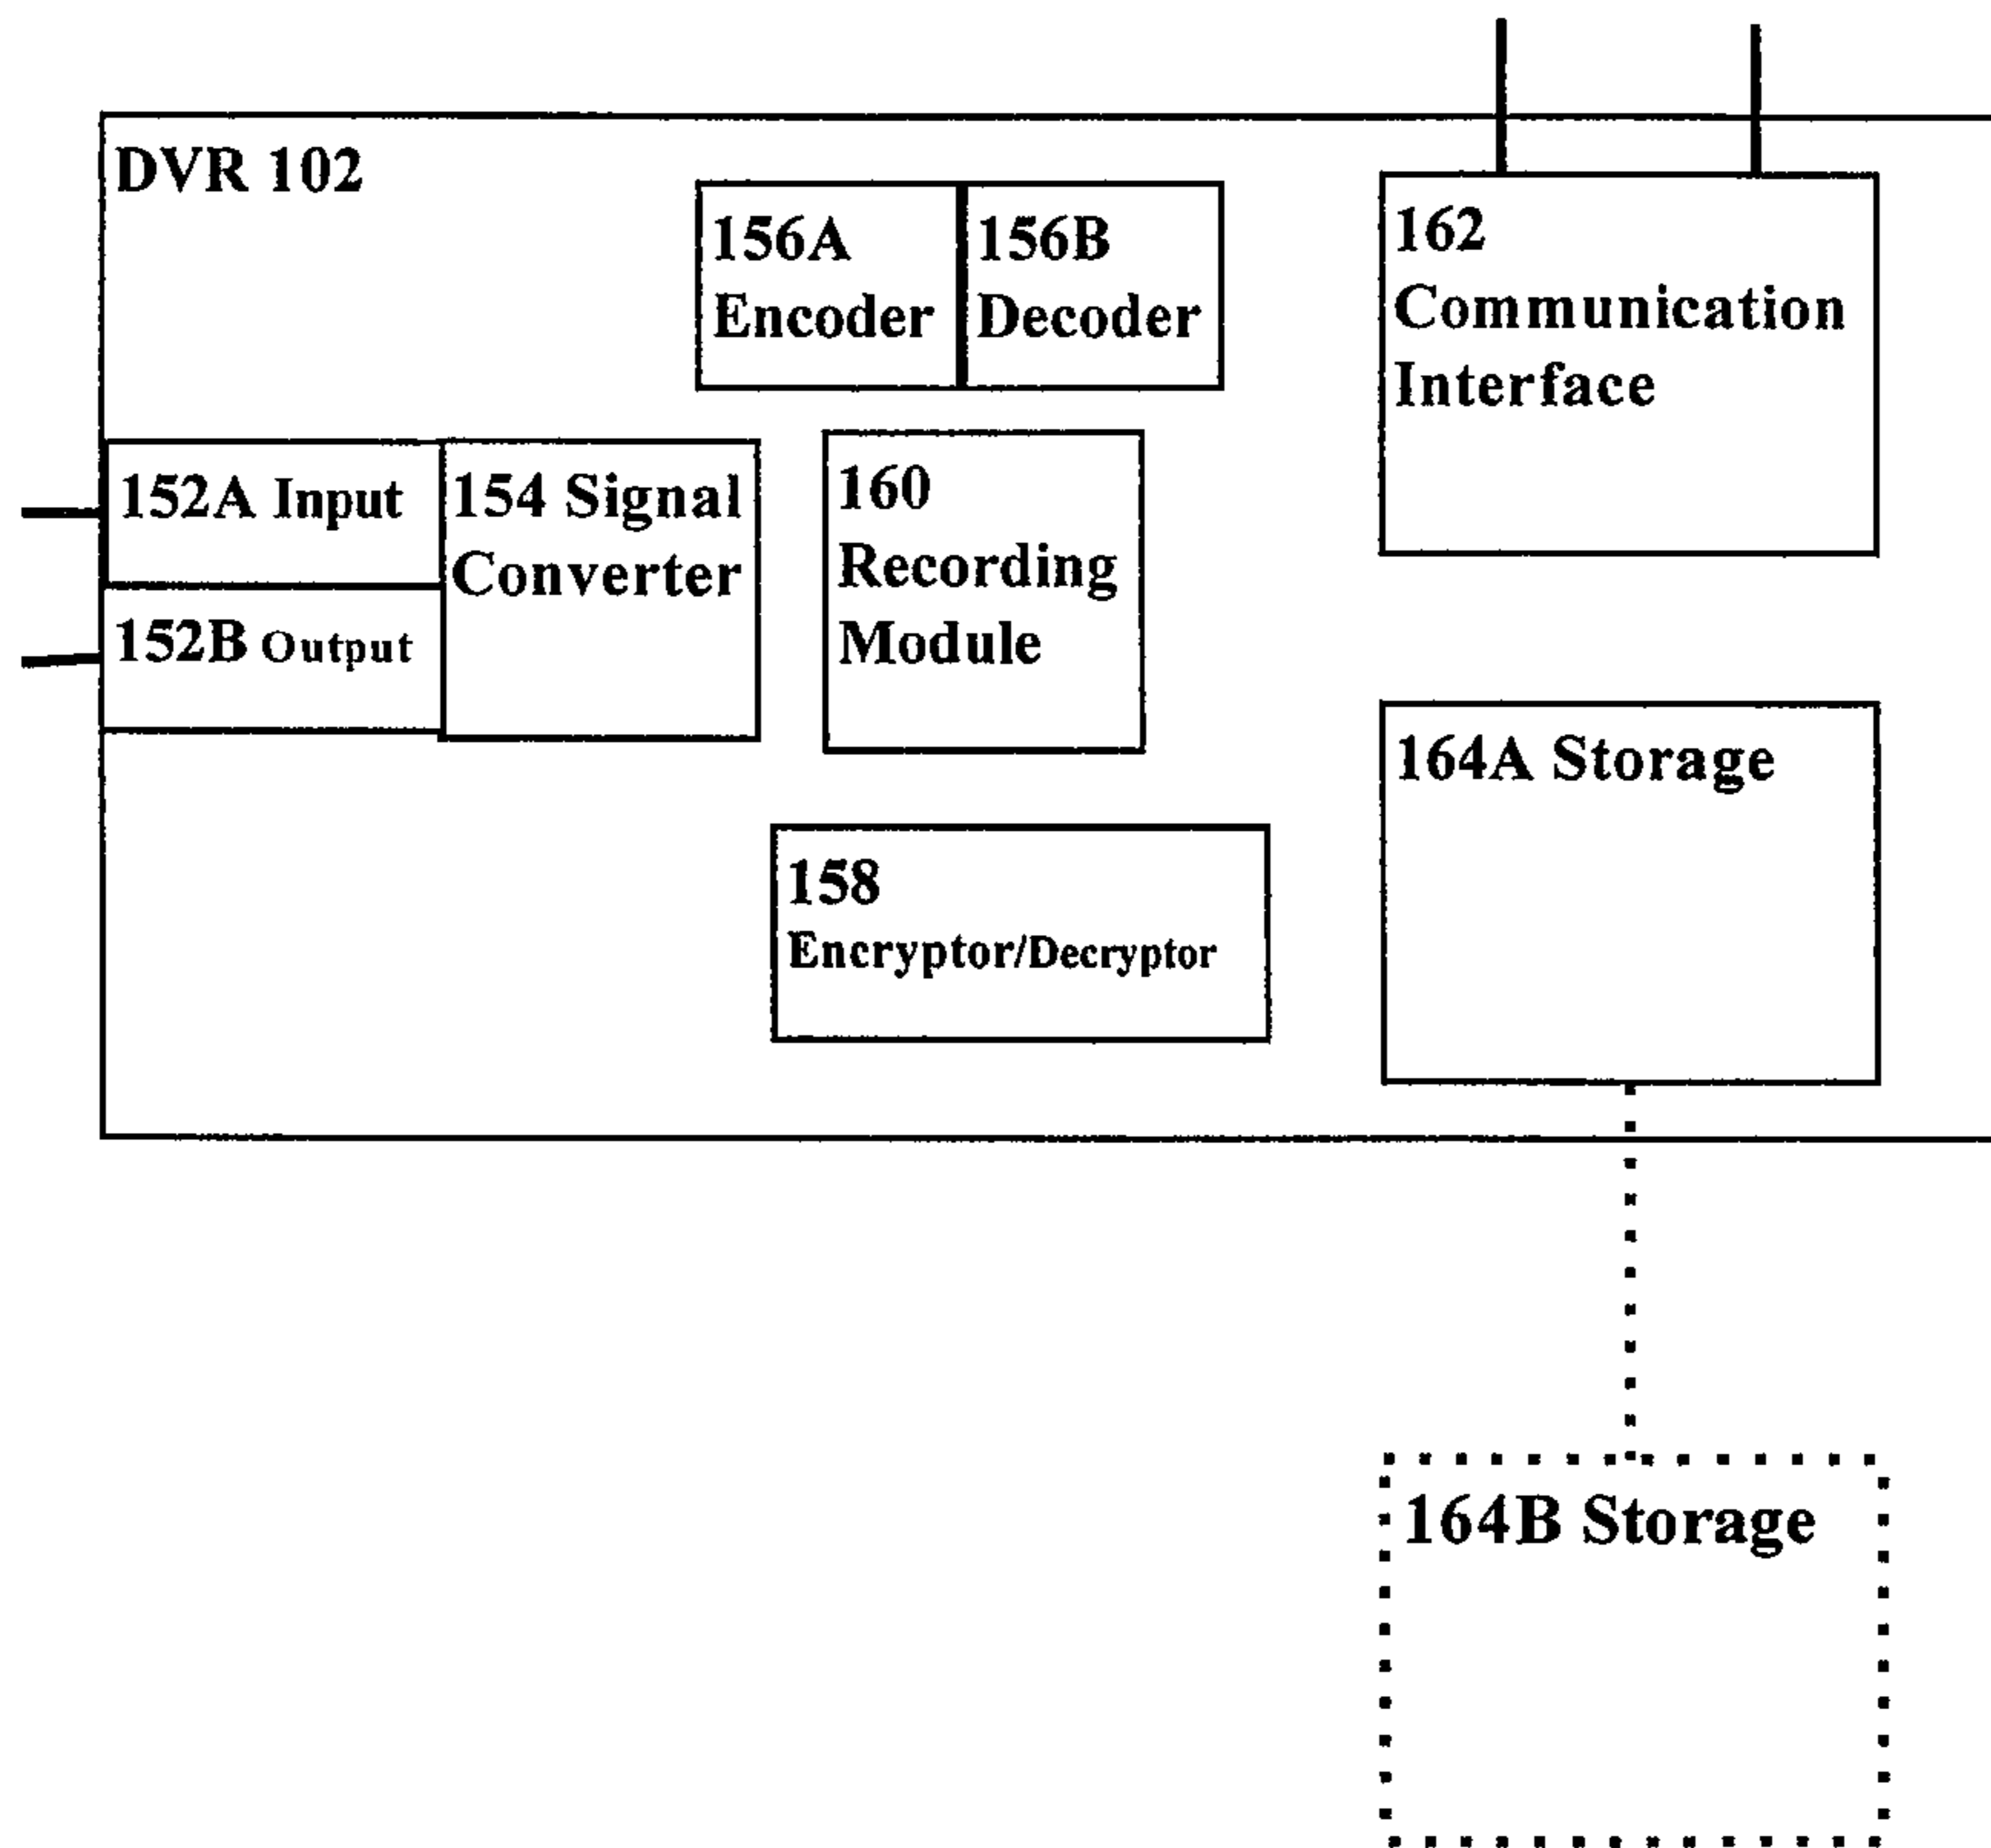 DVR 102
156A
Encoder
156B
Decoder
162
Communication
Interface
152A Input
152B Output
154 Signal
Converter
160
Recording
Module
164A Storage
158
Encryptor/Decryptor
164B Storage